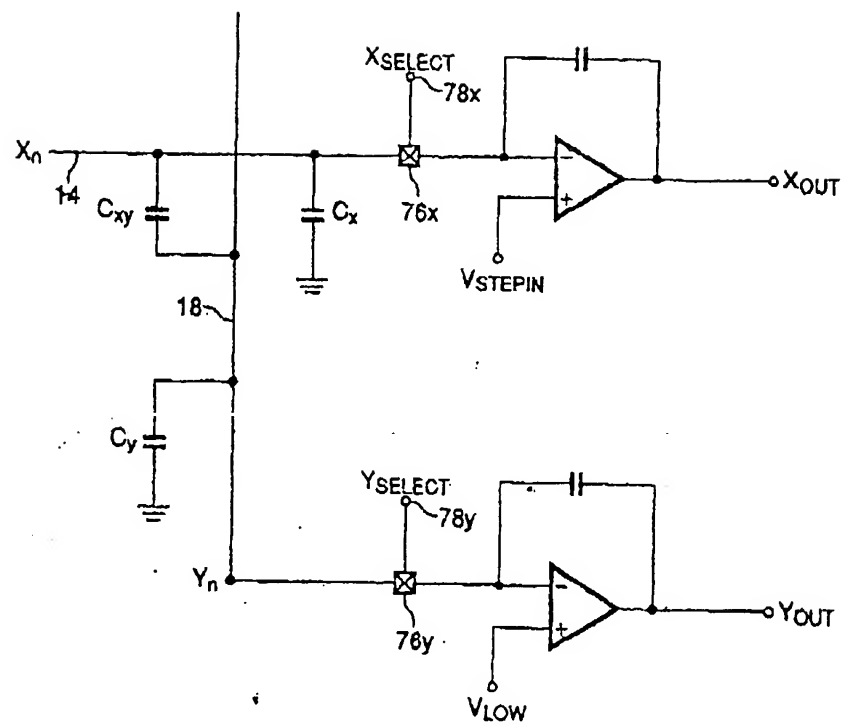 XSELECT
78x
Xn
14
Cxy
Cx
76x
−
+
XOUT
VSTEPIN
18
Cy
YSELECT
78y
Yn
76y
−
+
YOUT
VLOW